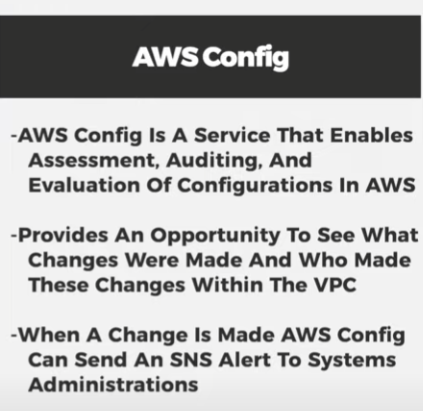 AWS Config
-AWS Config Is A Service That Enables
Assessment, Auditing, And
Evaluation Of Configurations In AWS
-Provides An Opportunity To See What
Changes Were Made And Who Made
These Changes Within The VPC
-When A Change Is Made AWS Config
Can Send An SNS Alert To Systems
Administrations